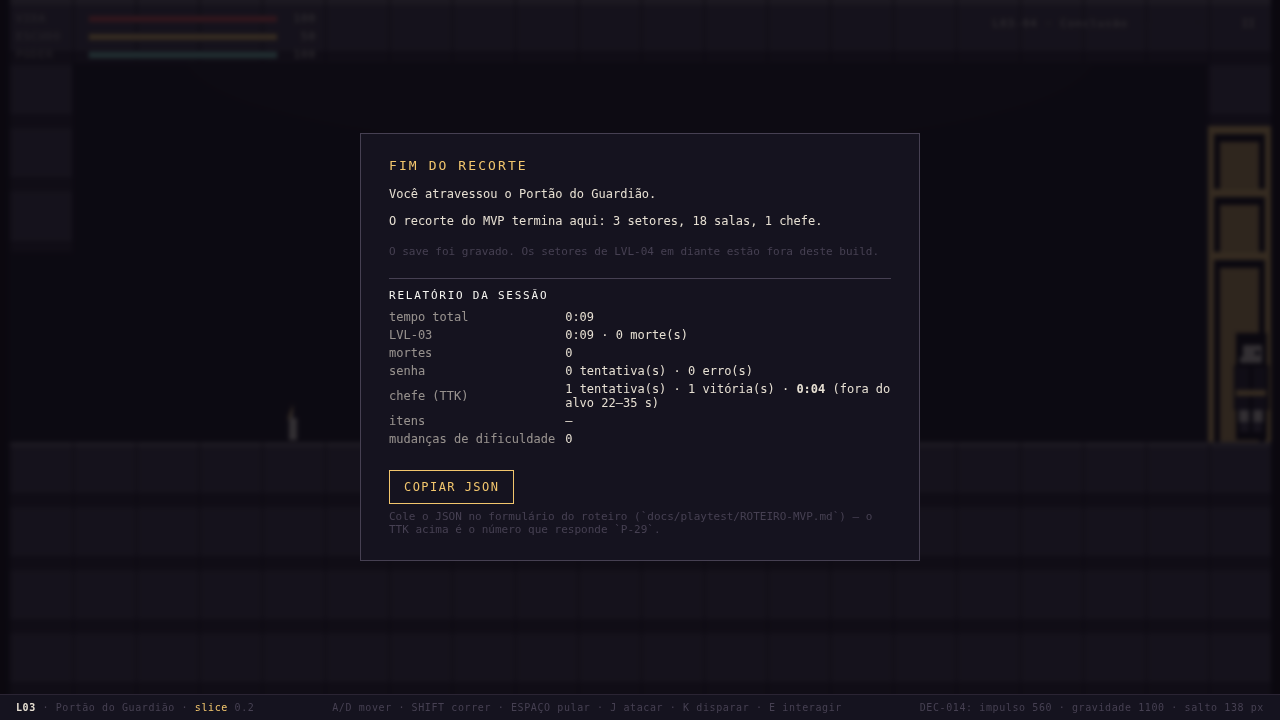 FIM DO RECORTE
Você atravessou o Portão do Guardião.
O recorte do MVP termina aqui: 3 setores, 18 salas, 1 chefe.
O save foi gravado. Os setores de LVL-04 em diante estão fora deste build.
RELATÓRIO DA SESSÃO
tempo total 0:09
LVL-03 0:09 · 0 morte(s)
mortes 0
senha 0 tentativa(s) · 0 erro(s)
chefe (TTK) 1 tentativa(s) · 1 vitória(s) · 0:04 (fora do
alvo 22–35 s)
itens —
mudanças de dificuldade 0
COPIAR JSON
Cole o JSON no formulário do roteiro (`docs/playtest/ROTEIRO-MVP.md`) — o
TTK acima é o número que responde `P-29`.
L03 · Portão do Guardião · slice 0.2
A/D mover · SHIFT correr · ESPAÇO pular · J atacar · K disparar · E interagir
DEC-014: impulso 560 · gravidade 1100 · salto 138 px